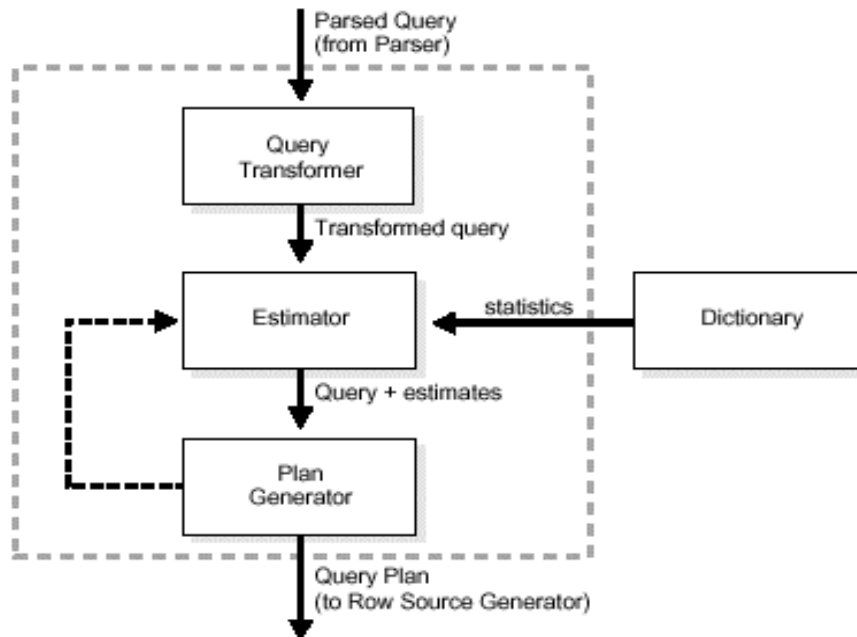 Parsed Query
(from Parser)
Query
Transformer
Transformed query
Estimator
statistics
Dictionary
Query + estimates
Plan
Generator
Query Plan
(to Row Source Generator)